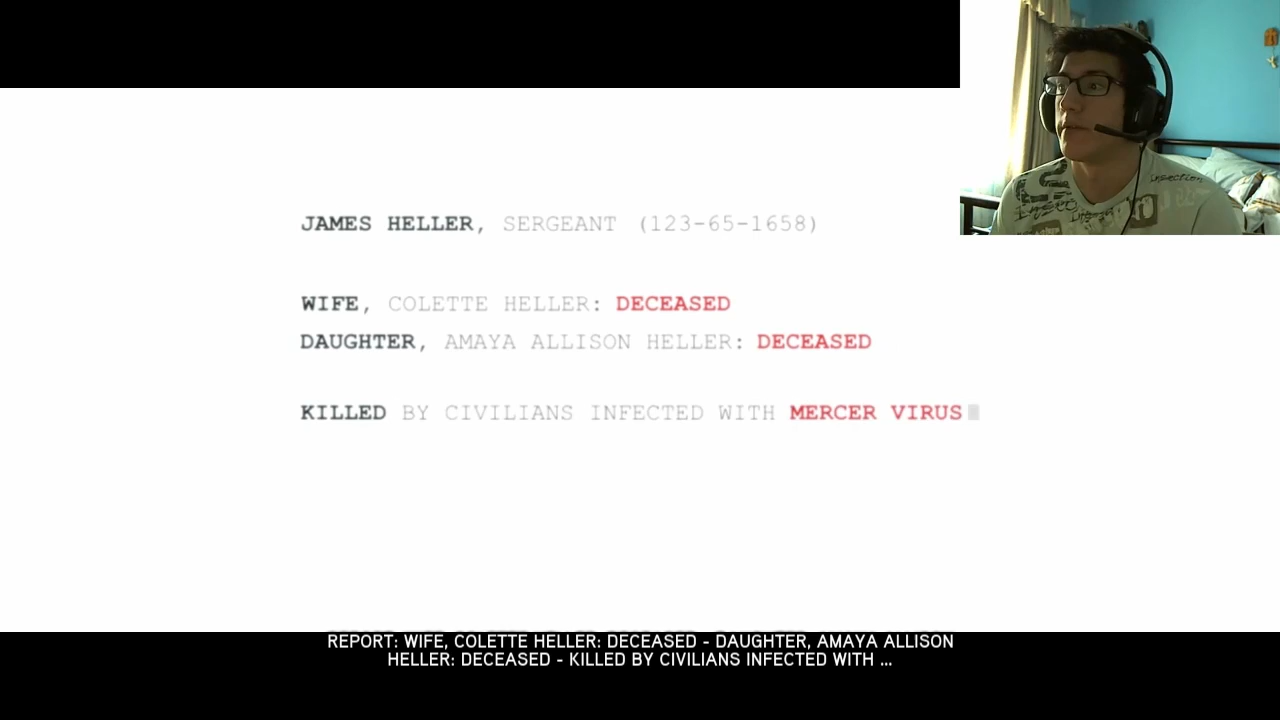 JAMES HELLER, SERGEANT (123-65-1658)
WIFE, COLETTE HELLER: DECEASED
DAUGHTER, AMAYA ALLISON HELLER: DECEASED
KILLED BY CIVILIANS INFECTED WITH MERCER VIRUS
REPORT: WIFE, COLETTE HELLER: DECEASED - DAUGHTER, AMAYA ALLISON
HELLER: DECEASED - KILLED BY CIVILIANS INFECTED WITH ...